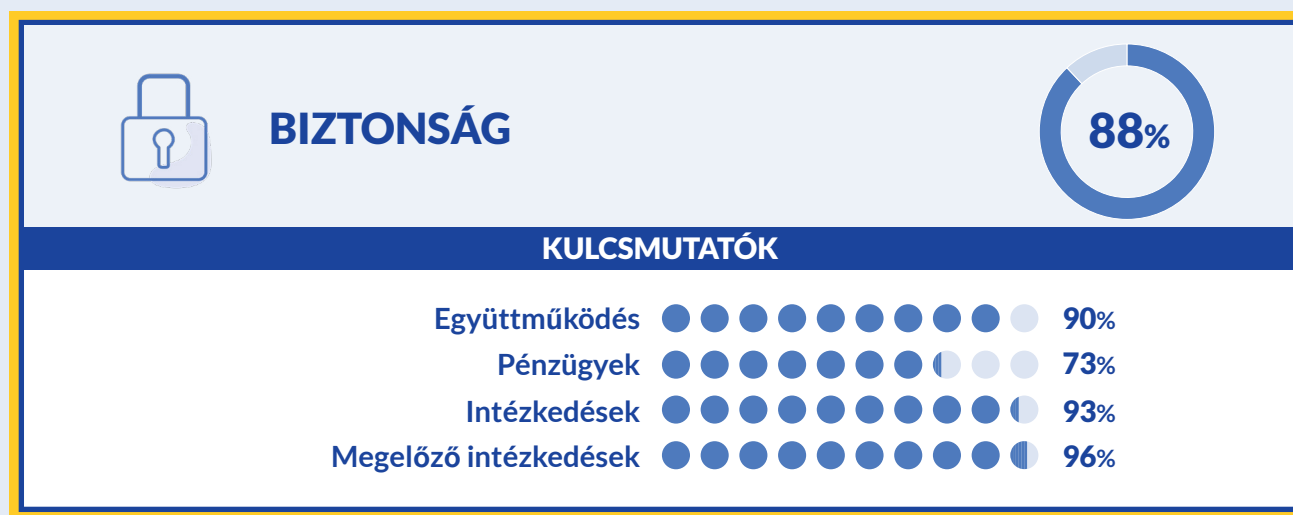 BIZTONSÁG
88%
KULCSMUTATÓK
Együttműködés 90%
Pénzügyek 73%
Intézkedések 93%
Megelőző intézkedések 96%